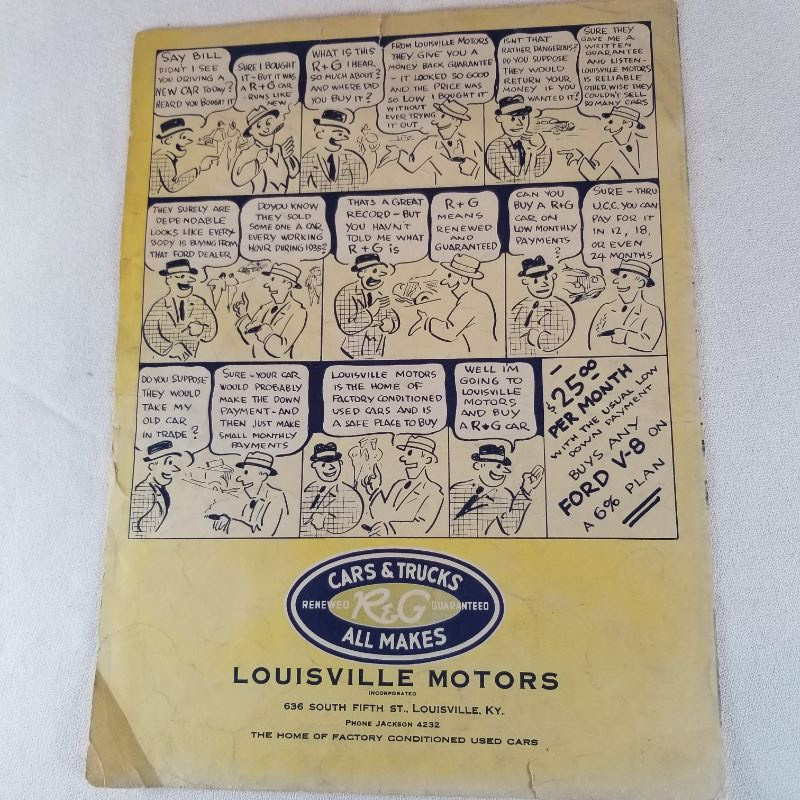 SAY BILL
DIDN'T I SEE
YOU DRIVING A
NEW CAR TODAY?
HEARD YOU BOUGHT IT
SURE I BOUGHT
IT - BUT IT WAS
A R+G CAR
-RUNS LIKE
NEW
WHAT IS THIS
R+G I HEAR
SO MUCH ABOUT?
AND WHERE DID
YOU BUY IT?
FROM LOUISVILLE MOTORS
THEY GIVE YOU A
MONEY BACK GUARANTEE
- IT LOOKED SO GOOD
AND THE PRICE WAS
SO LOW I BOUGHT IT
WITHOUT
EVER TRYING
IT OUT
ISNT THAT
RATHER DANGEROUS?
DO YOU SUPPOSE
THEY WOULD
RETURN YOUR
MONEY IF YOU
WANTED IT?
SURE THEY
GAVE ME A
WRITTEN
GUARANTEE
AND LISTEN-
LOUISVILLE MOTORS
IS RELIABLE
OTHERWISE THEY
COULDN'T SELL
SO MANY CARS
THEY SURELY ARE
DEPENDABLE
LOOKS LIKE EVERY
BODY IS BUYING FROM
THAT FORD DEALER
DO YOU KNOW
THEY SOLD
SOME ONE A CAR
EVERY WORKING
HOUR DURING 1935?
THATS A GREAT
RECORD - BUT
YOU HAVNT
TOLD ME WHAT
R+G IS
R+G
MEANS
RENEWED
AND
GUARANTEED
CAN YOU
BUY A R+G
CAR ON
LOW MONTHLY
PAYMENTS
?
SURE - THRU
U.C.C. YOU CAN
PAY FOR IT
IN 12, 18,
OR EVEN
24 MONTHS
DO YOU SUPPOSE
THEY WOULD
TAKE MY
OLD CAR
IN TRADE?
SURE - YOUR CAR
WOULD PROBABLY
MAKE THE DOWN
PAYMENT - AND
THEN JUST MAKE
SMALL MONTHLY
PAYMENTS
LOUISVILLE MOTORS
IS THE HOME OF
FACTORY CONDITIONED
USED CARS AND IS
A SAFE PLACE TO BUY
WELL I'M
GOING TO
LOUISVILLE
MOTORS
AND BUY
A R+G CAR
$25.00
PER MONTH
WITH THE USUAL LOW
DOWN PAYMENT
BUYS ANY
FORD V-8 ON
A 6% PLAN
CARS & TRUCKS
RENEWED R&G GUARANTEED
ALL MAKES
LOUISVILLE MOTORS
INCORPORATED
636 SOUTH FIFTH ST., LOUISVILLE, KY.
PHONE JACKSON 4232
THE HOME OF FACTORY CONDITIONED USED CARS